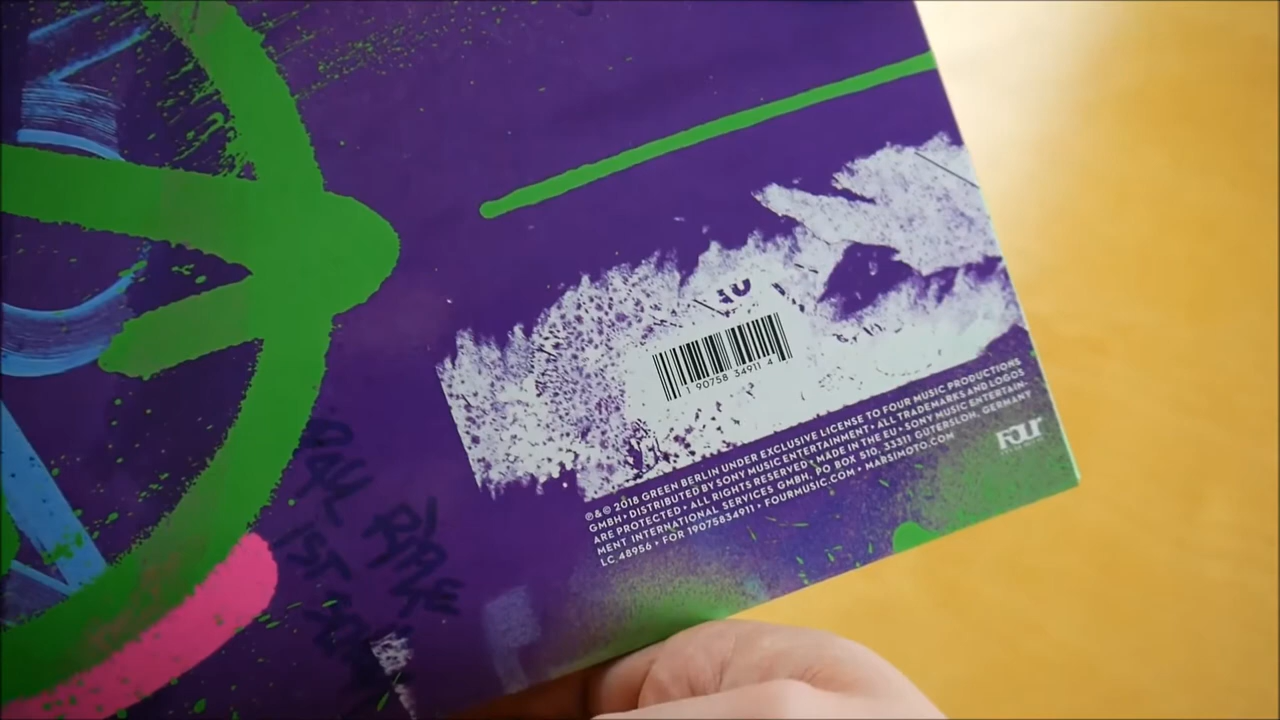 1 90758 34911 4
℗&© 2018 GREEN BERLIN UNDER EXCLUSIVE LICENSE TO FOUR MUSIC PRODUCTIONS
GMBH • DISTRIBUTED BY SONY MUSIC ENTERTAINMENT • ALL TRADEMARKS AND LOGOS
ARE PROTECTED • ALL RIGHTS RESERVED • MADE IN THE EU • SONY MUSIC ENTERTAIN-
MENT INTERNATIONAL SERVICES GMBH, PO BOX 510, 33311 GÜTERSLOH, GERMANY
LC 48956 • FOR 19075834911 • FOURMUSIC.COM • MARSIMOTO.COM
FOUR